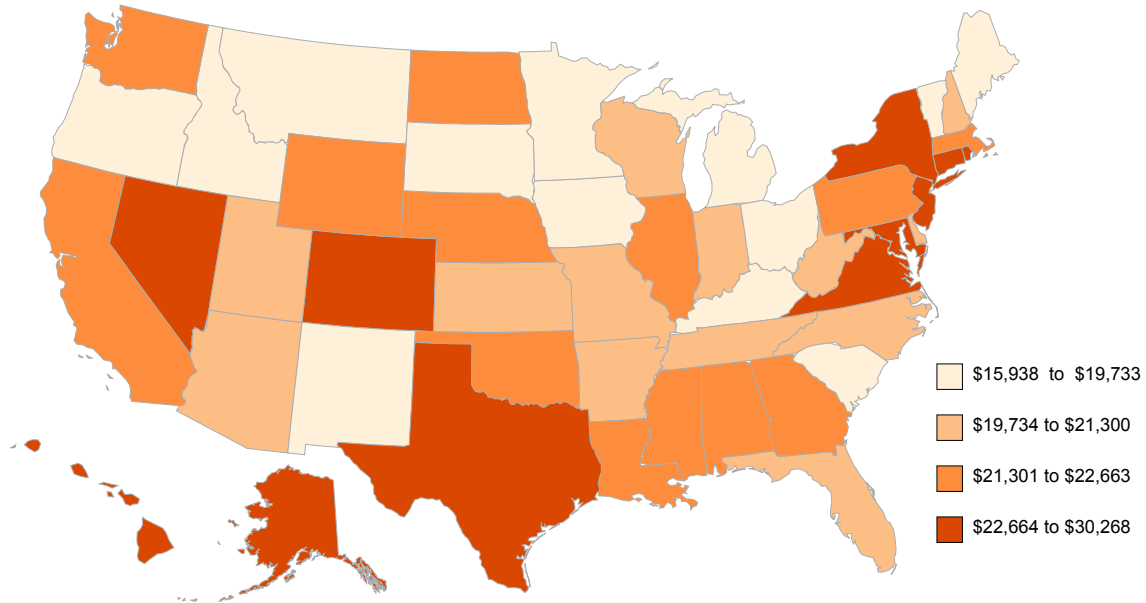 $15,938 to $19,733
$19,734 to $21,300
$21,301 to $22,663
$22,664 to $30,268